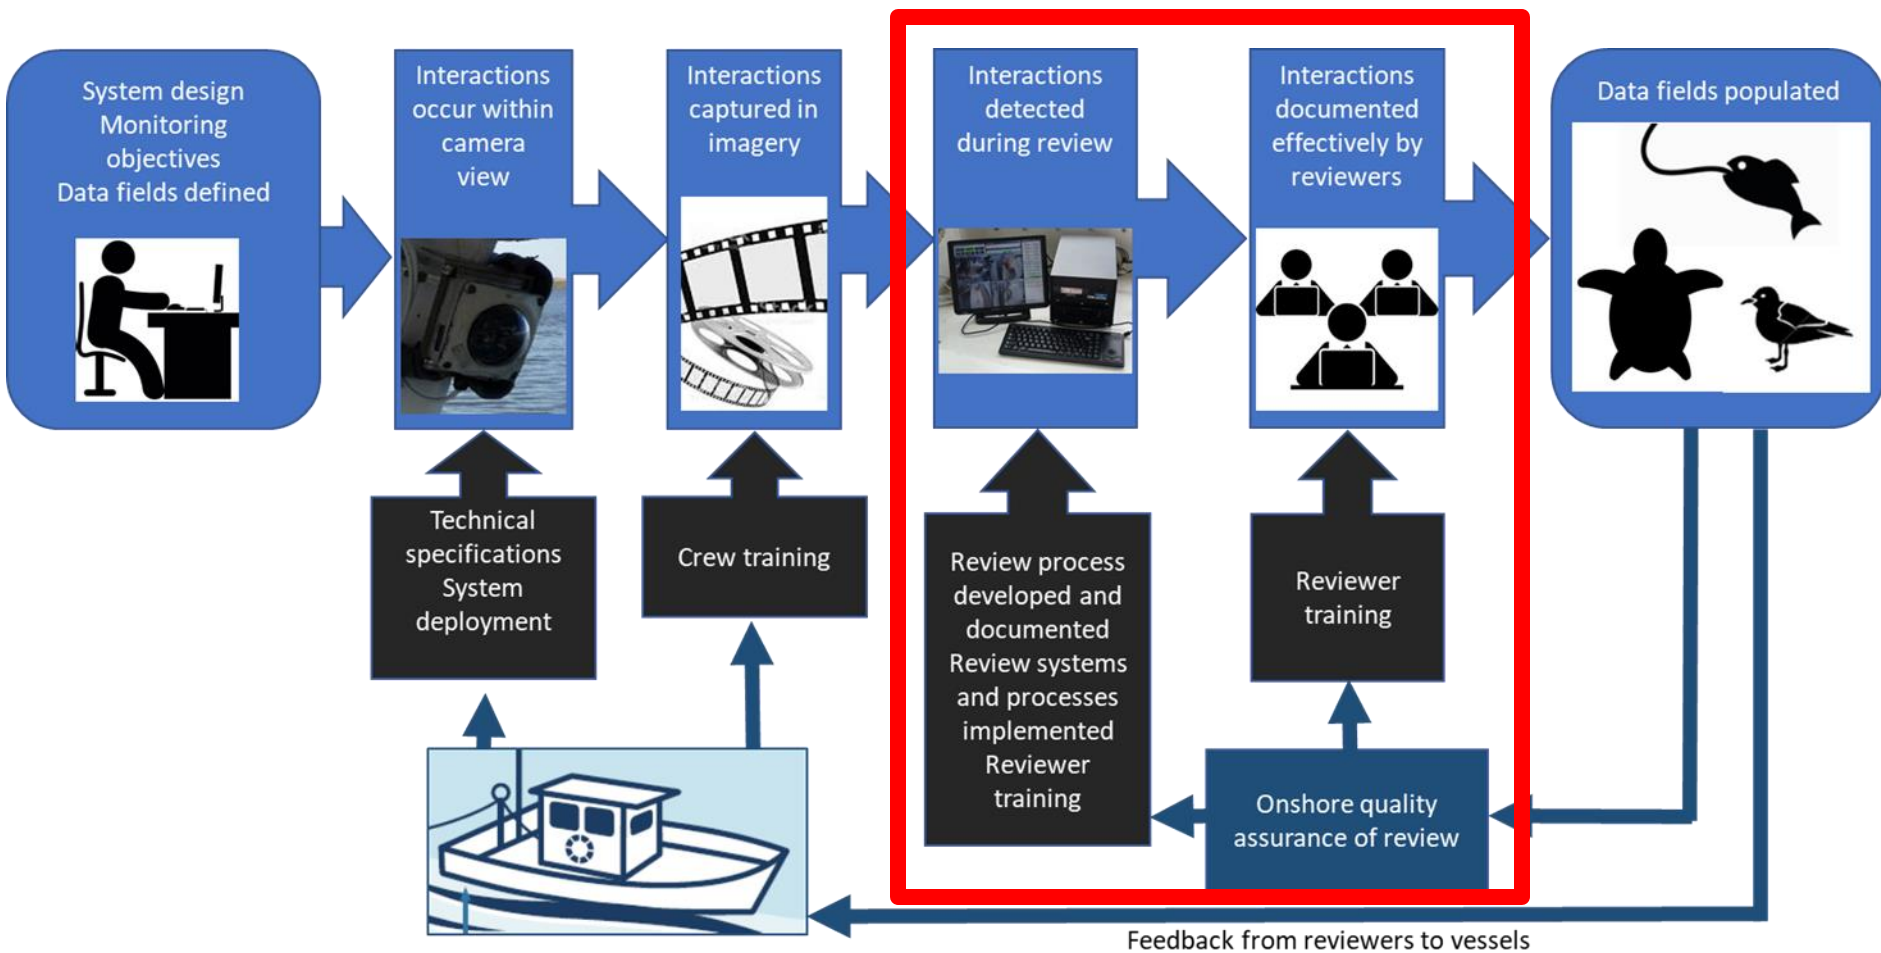 System design
Monitoring
objectives
Data fields defined
Interactions
occur within
camera
view
Interactions
captured in
imagery
Interactions
detected
during review
Interactions
documented
effectively by
reviewers
Data fields populated
Technical
specifications
System
deployment
Crew training
Review process
developed and
documented
Review systems
and processes
implemented
Reviewer
training
Reviewer
training
Onshore quality
assurance of review
Feedback from reviewers to vessels